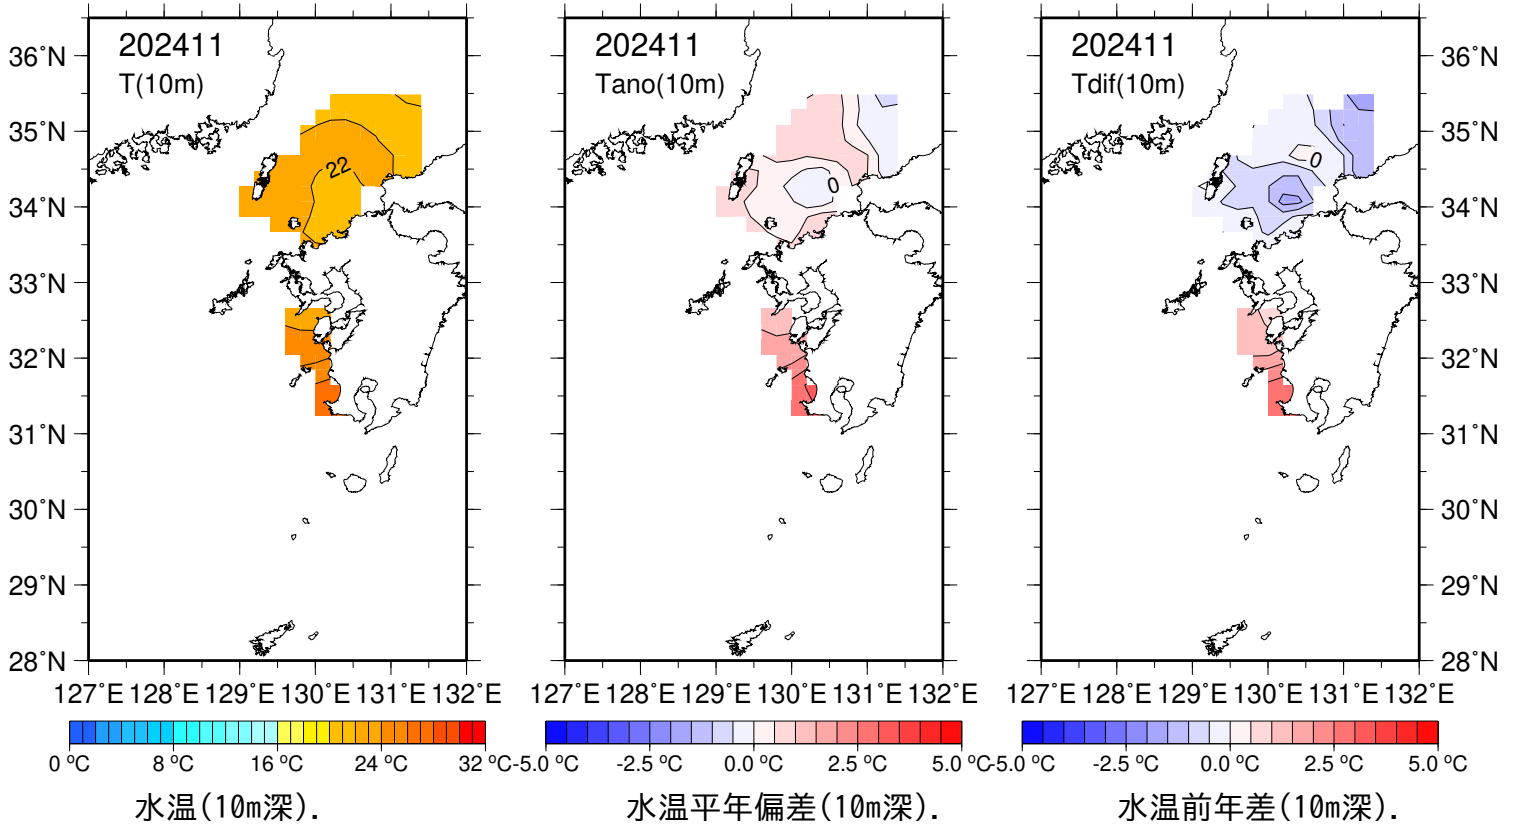 202411
T(10m)
202411
Tano(10m)
202411
Tdif(10m)
36°N
35°N
34°N
33°N
32°N
31°N
30°N
29°N
28°N
22
0
0
36°N
35°N
34°N
33°N
32°N
31°N
30°N
29°N
28°N
127°E 128°E 129°E 130°E 131°E 132°E
127°E 128°E 129°E 130°E 131°E 132°E
127°E 128°E 129°E 130°E 131°E 132°E
0 °C 8 °C 16 °C 24 °C 32 °C
-5.0 °C -2.5 °C 0.0 °C 2.5 °C 5.0 °C
-5.0 °C -2.5 °C 0.0 °C 2.5 °C 5.0 °C
水温(10m深).
水温平年偏差(10m深).
水温前年差(10m深).